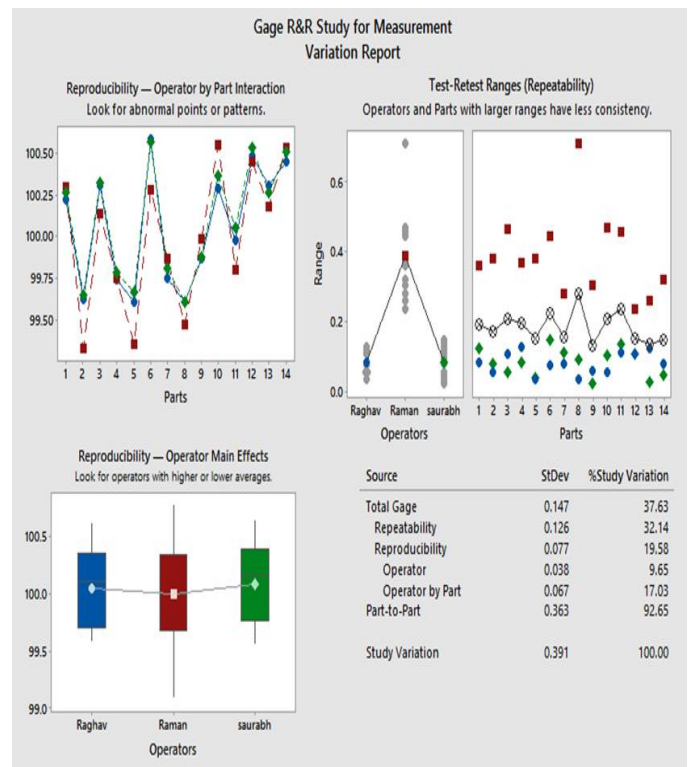 Gage R&R Study for Measurement
Variation Report
Reproducibility — Operator by Part Interaction
Look for abnormal points or patterns.
100.50
100.25
100.00
99.75
99.50
1 2 3 4 5 6 7 8 9 10 11 12 13 14
Parts
Test-Retest Ranges (Repeatability)
Operators and Parts with larger ranges have less consistency.
Range
0.6
0.4
0.2
0.0
Raghav Raman saurabh
Operators
1 2 3 4 5 6 7 8 9 10 11 12 13 14
Parts
Reproducibility — Operator Main Effects
Look for operators with higher or lower averages.
100.5
100.0
99.5
99.0
Raghav Raman saurabh
Operators
Source StDev %Study Variation
Total Gage 0.147 37.63
Repeatability 0.126 32.14
Reproducibility 0.077 19.58
Operator 0.038 9.65
Operator by Part 0.067 17.03
Part-to-Part 0.363 92.65
Study Variation 0.391 100.00